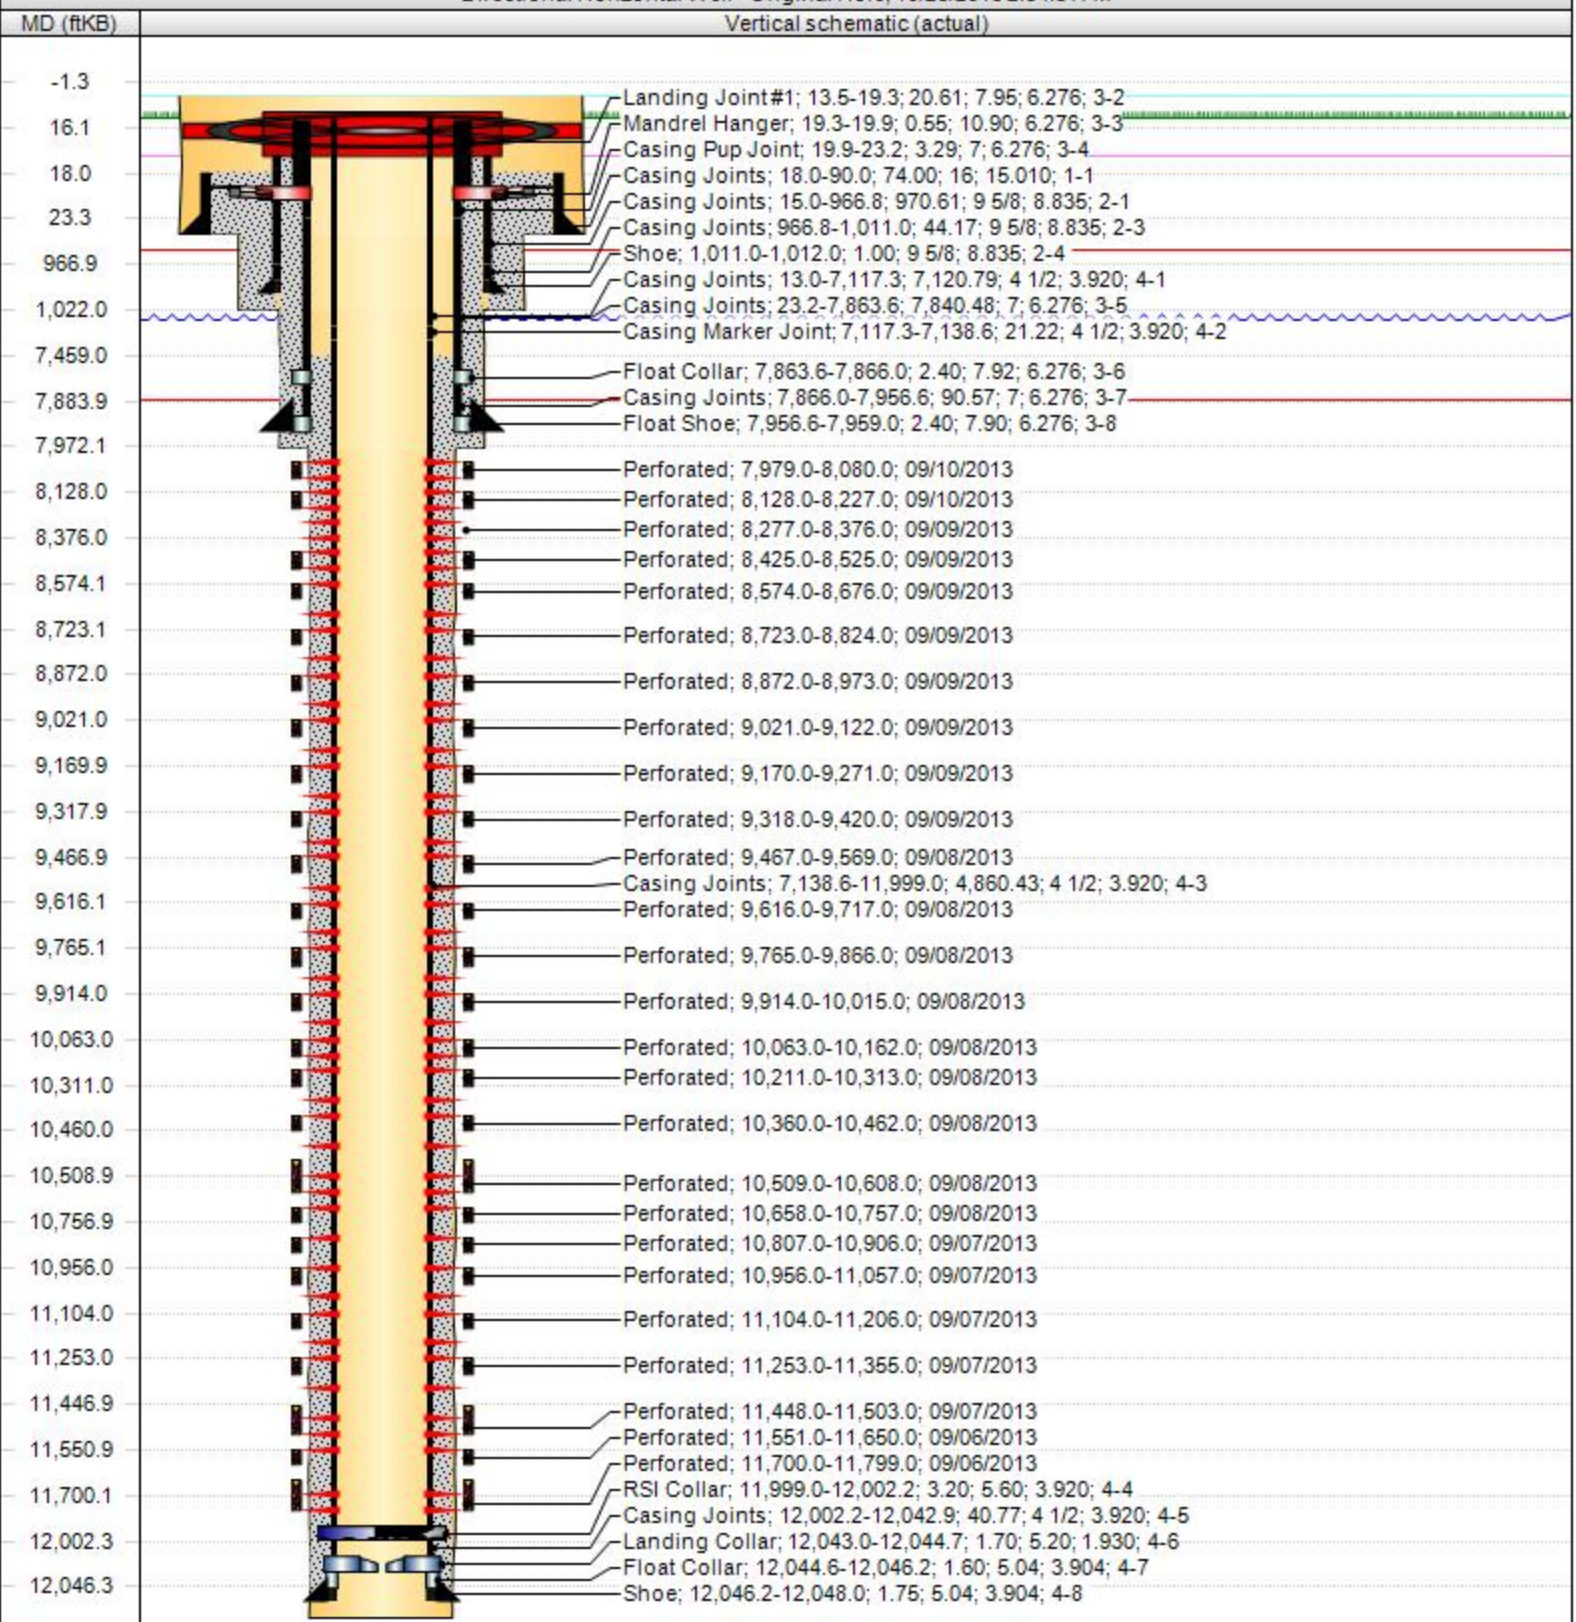 MD (ftKB)
Vertical schematic (actual)
-1.3
16.1
18.0
23.3
966.9
1,022.0
7,459.0
7,883.9
7,972.1
8,128.0
8,376.0
8,574.1
8,723.1
8,872.0
9,021.0
9,169.9
9,317.9
9,466.9
9,616.1
9,765.1
9,914.0
10,063.0
10,311.0
10,460.0
10,508.9
10,756.9
10,956.0
11,104.0
11,253.0
11,446.9
11,550.9
11,700.1
12,002.3
12,046.3
Landing Joint#1; 13.5-19.3; 20.61; 7.95; 6.276; 3-2
Mandrel Hanger; 19.3-19.9; 0.55; 10.90; 6.276; 3-3
Casing Pup Joint; 19.9-23.2; 3.29; 7; 6.276; 3-4
Casing Joints; 18.0-90.0; 74.00; 16; 15.010; 1-1
Casing Joints; 15.0-966.8; 970.61; 9 5/8; 8.835; 2-1
Casing Joints; 966.8-1,011.0; 44.17; 9 5/8; 8.835; 2-3
Shoe; 1,011.0-1,012.0; 1.00; 9 5/8; 8.835; 2-4
Casing Joints; 13.0-7,117.3; 7,120.79; 4 1/2; 3.920; 4-1
Casing Joints; 23.2-7,863.6; 7,840.48; 7; 6.276; 3-5
Casing Marker Joint; 7,117.3-7,138.6; 21.22; 4 1/2; 3.920; 4-2
Float Collar; 7,863.6-7,866.0; 2.40; 7.92; 6.276; 3-6
Casing Joints; 7,866.0-7,956.6; 90.57; 7; 6.276; 3-7
Float Shoe; 7,956.6-7,959.0; 2.40; 7.90; 6.276; 3-8
Perforated; 7,979.0-8,080.0; 09/10/2013
Perforated; 8,128.0-8,227.0; 09/10/2013
Perforated; 8,277.0-8,376.0; 09/09/2013
Perforated; 8,425.0-8,525.0; 09/09/2013
Perforated; 8,574.0-8,676.0; 09/09/2013
Perforated; 8,723.0-8,824.0; 09/09/2013
Perforated; 8,872.0-8,973.0; 09/09/2013
Perforated; 9,021.0-9,122.0; 09/09/2013
Perforated; 9,170.0-9,271.0; 09/09/2013
Perforated; 9,318.0-9,420.0; 09/09/2013
Perforated; 9,467.0-9,569.0; 09/08/2013
Casing Joints; 7,138.6-11,999.0; 4,860.43; 4 1/2; 3.920; 4-3
Perforated; 9,616.0-9,717.0; 09/08/2013
Perforated; 9,765.0-9,866.0; 09/08/2013
Perforated; 9,914.0-10,015.0; 09/08/2013
Perforated; 10,063.0-10,162.0; 09/08/2013
Perforated; 10,211.0-10,313.0; 09/08/2013
Perforated; 10,360.0-10,462.0; 09/08/2013
Perforated; 10,509.0-10,608.0; 09/08/2013
Perforated; 10,658.0-10,757.0; 09/08/2013
Perforated; 10,807.0-10,906.0; 09/07/2013
Perforated; 10,956.0-11,057.0; 09/07/2013
Perforated; 11,104.0-11,206.0; 09/07/2013
Perforated; 11,253.0-11,355.0; 09/07/2013
Perforated; 11,448.0-11,503.0; 09/07/2013
Perforated; 11,551.0-11,650.0; 09/06/2013
Perforated; 11,700.0-11,799.0; 09/06/2013
RSI Collar; 11,999.0-12,002.2; 3.20; 5.60; 3.920; 4-4
Casing Joints; 12,002.2-12,042.9; 40.77; 4 1/2; 3.920; 4-5
Landing Collar; 12,043.0-12,044.7; 1.70; 5.20; 1.930; 4-6
Float Collar; 12,044.6-12,046.2; 1.60; 5.04; 3.904; 4-7
Shoe; 12,046.2-12,048.0; 1.75; 5.04; 3.904; 4-8